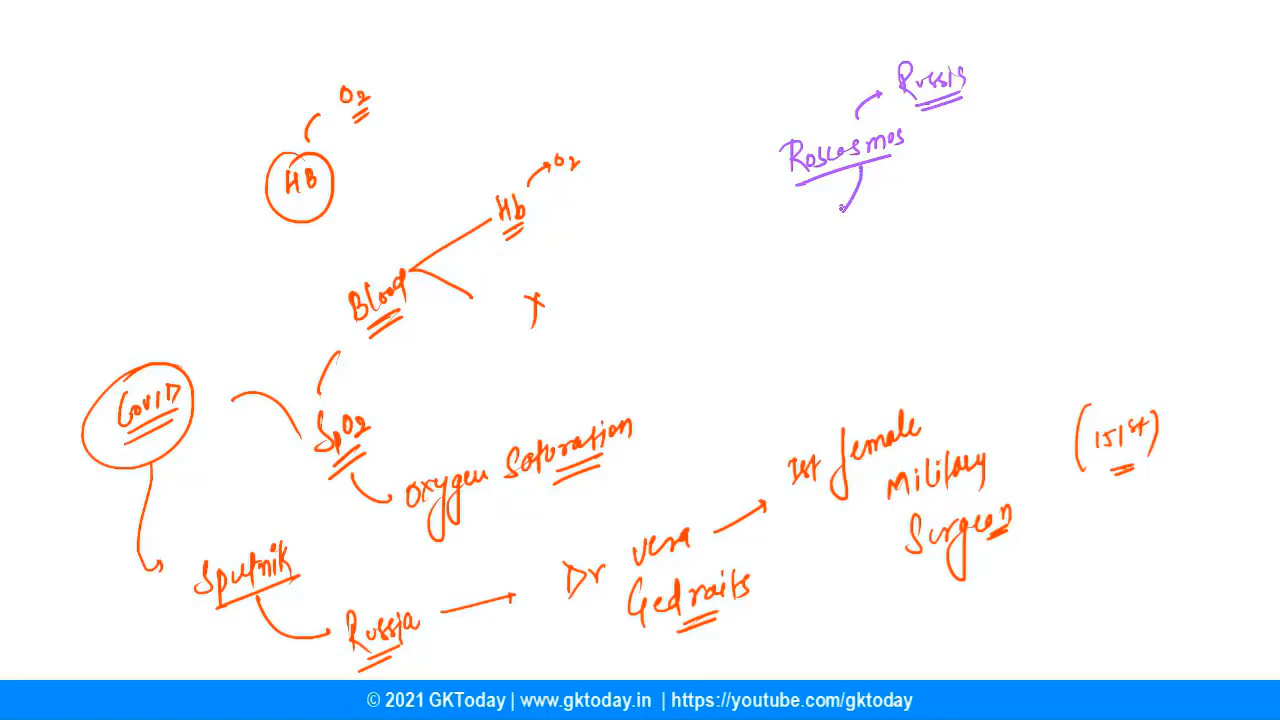 O2
HB
Russia
Roscosmos
O2
Hb
Blood
x
Covid
SpO2
Oxygen Saturation
1st female
Military
Surgeon
(151st)
Sputnik
Russia
Dr Vera
Gedroits
© 2021 GKToday | www.gktoday.in | https://youtube.com/gktoday